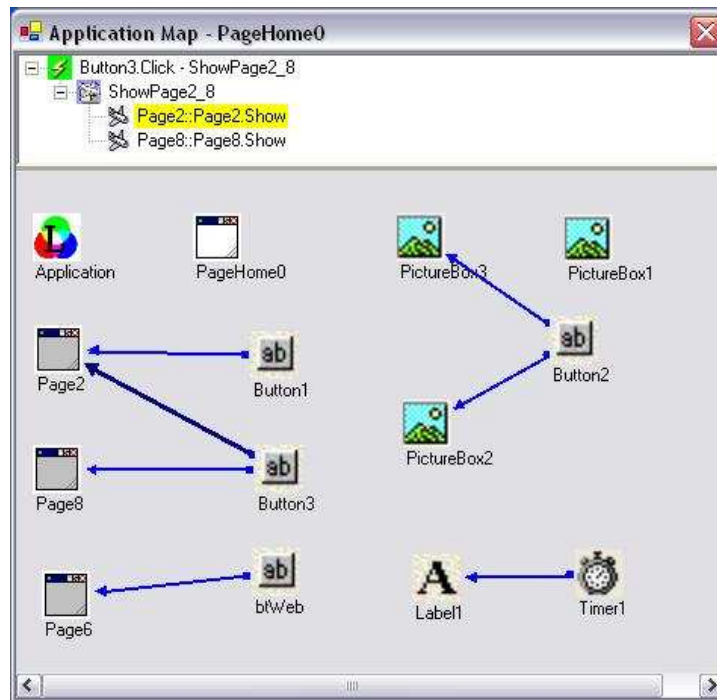 Application Map - PageHome0
Button3.Click - ShowPage2_8
ShowPage2_8
Page2::Page2.Show
Page8::Page8.Show
Application
PageHome0
PictureBox3
PictureBox1
Page2
Button1
Button2
PictureBox2
Page8
Button3
Page6
btWeb
Label1
Timer1